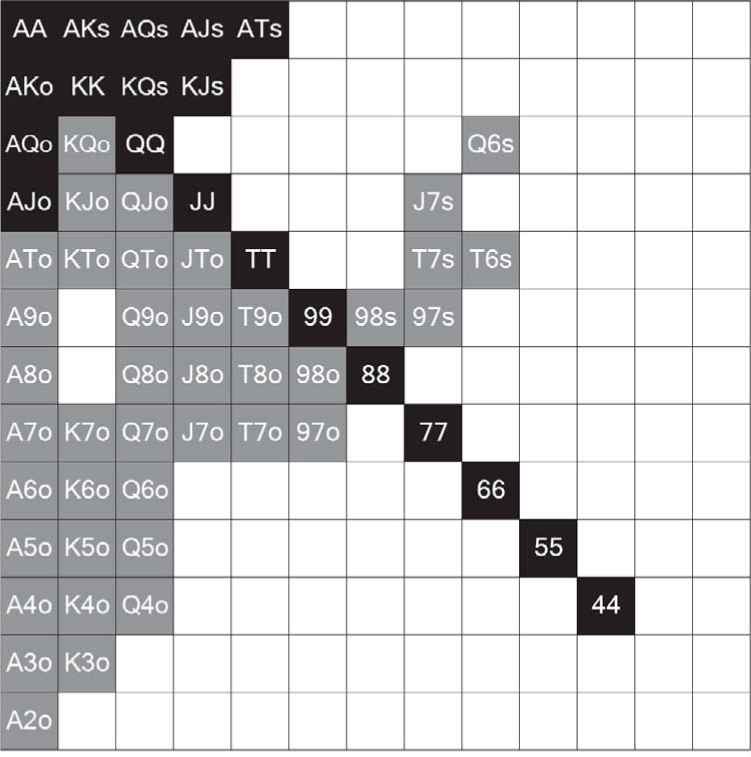 AA AKs AQs AJs ATs
AKo KK KQs KJs
AQo KQo QQ Q6s
AJo KJo QJo JJ J7s
ATo KTo QTo JTo TT T7s T6s
A9o Q9o J9o T9o 99 98s 97s
A8o Q8o J8o T8o 98o 88
A7o K7o Q7o J7o T7o 97o 77
A6o K6o Q6o 66
A5o K5o Q5o 55
A4o K4o Q4o 44
A3o K3o
A2o